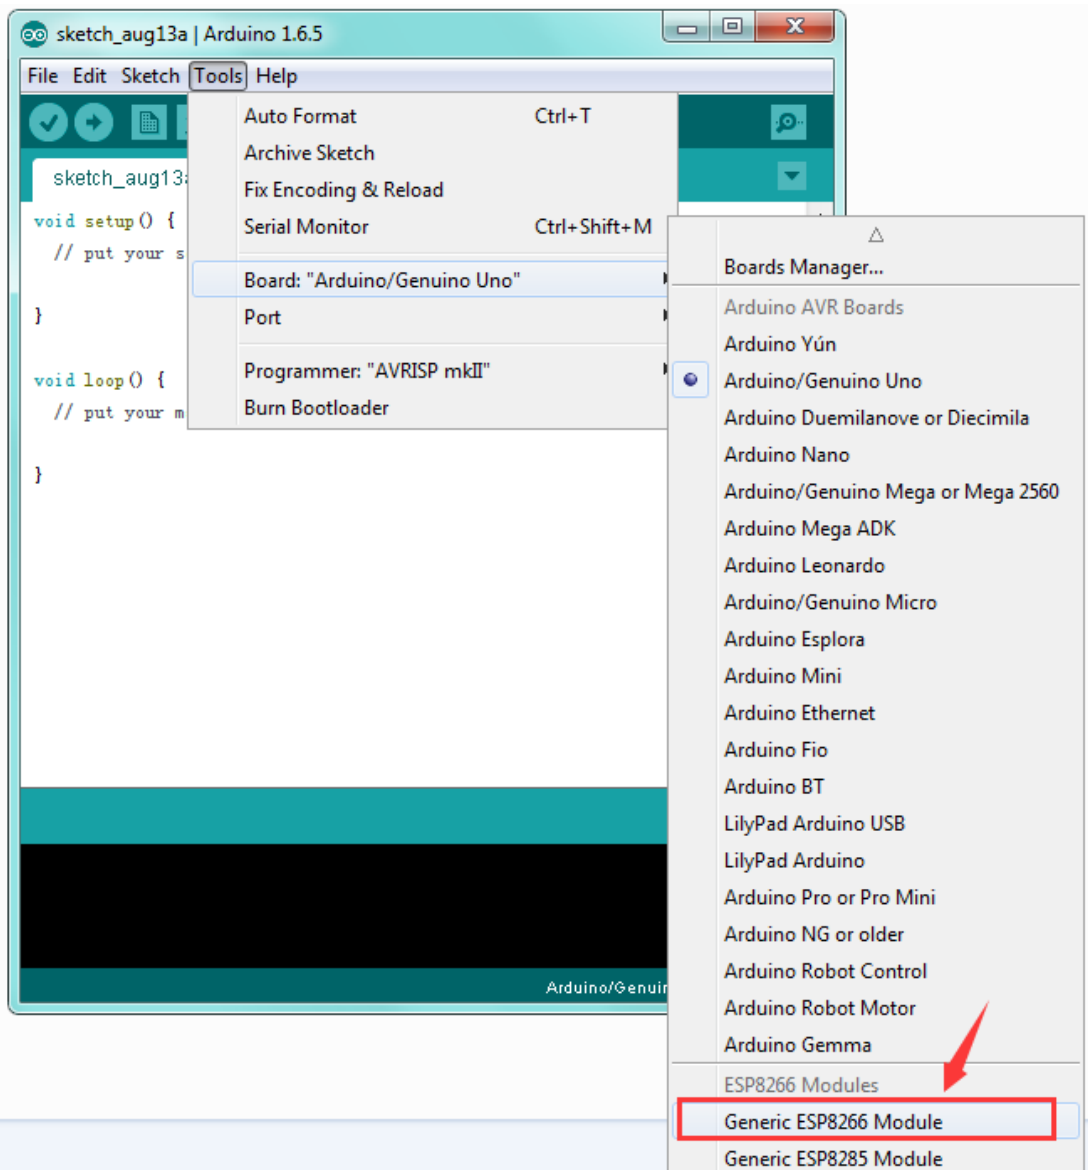 sketch_aug13a | Arduino 1.6.5
File Edit Sketch Tools Help
Auto Format Ctrl+T
Archive Sketch
Fix Encoding & Reload
Serial Monitor Ctrl+Shift+M
Board: "Arduino/Genuino Uno"
Port
Programmer: "AVRISP mkII"
Burn Bootloader
sketch_aug13a
void setup() {
// put your s
}
void loop() {
// put your m
}
Arduino/Genuin
Boards Manager...
Arduino AVR Boards
Arduino Yún
Arduino/Genuino Uno
Arduino Duemilanove or Diecimila
Arduino Nano
Arduino/Genuino Mega or Mega 2560
Arduino Mega ADK
Arduino Leonardo
Arduino/Genuino Micro
Arduino Esplora
Arduino Mini
Arduino Ethernet
Arduino Fio
Arduino BT
LilyPad Arduino USB
LilyPad Arduino
Arduino Pro or Pro Mini
Arduino NG or older
Arduino Robot Control
Arduino Robot Motor
Arduino Gemma
ESP8266 Modules
Generic ESP8266 Module
Generic ESP8285 Module